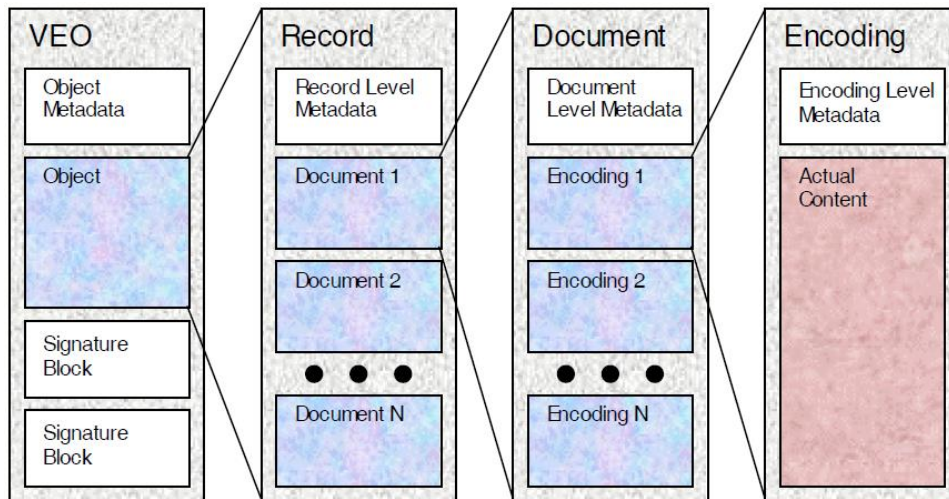 VEO
Object
Metadata
Object
Signature
Block
Signature
Block
Record
Record Level
Metadata
Document 1
Document 2
Document N
Document
Document
Level Metadata
Encoding 1
Encoding 2
Encoding N
Encoding
Encoding Level
Metadata
Actual
Content